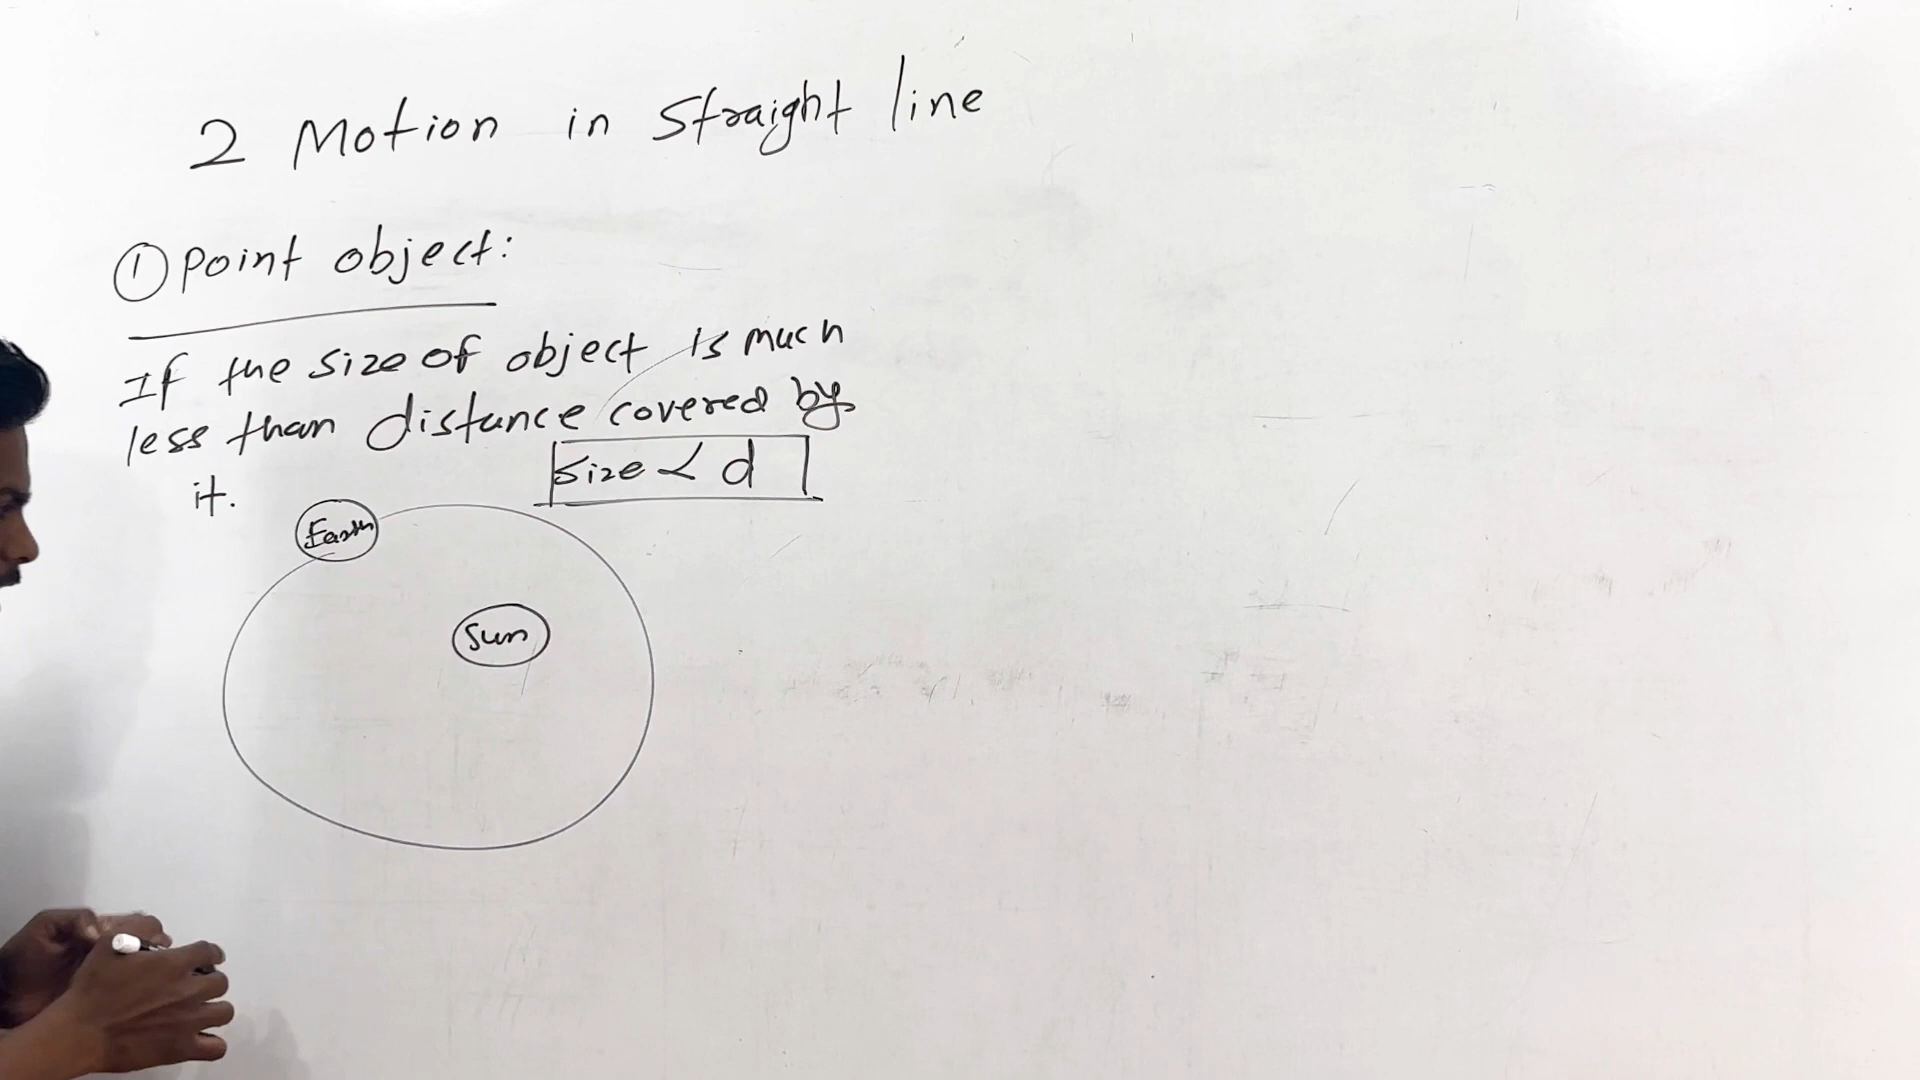 2 Motion in Straight line
① Point object:
If the size of object is much
less than distance covered by
it.
size < d
Earth
Sun